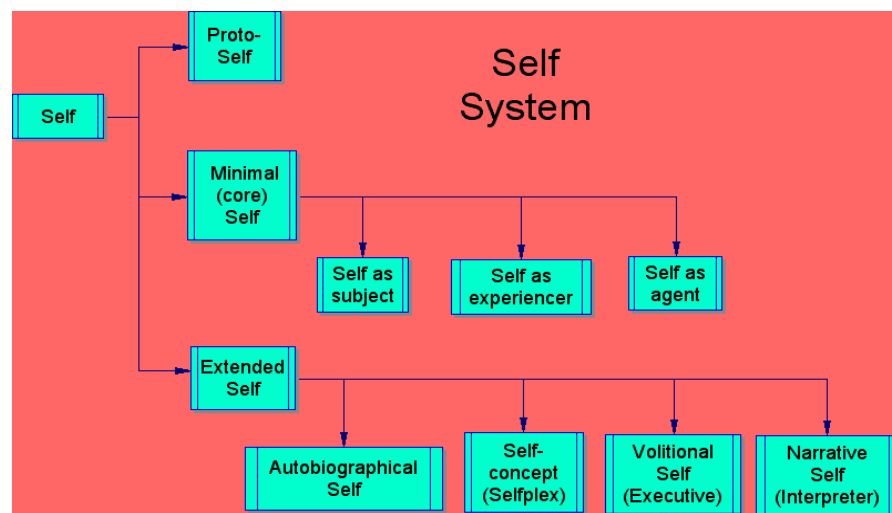 Proto-
Self
Self
System
Self
Minimal
(core)
Self
Self as
subject
Self as
experiencer
Self as
agent
Extended
Self
Autobiographical
Self
Self-
concept
(Selfplex)
Volitional
Self
(Executive)
Narrative
Self
(Interpreter)